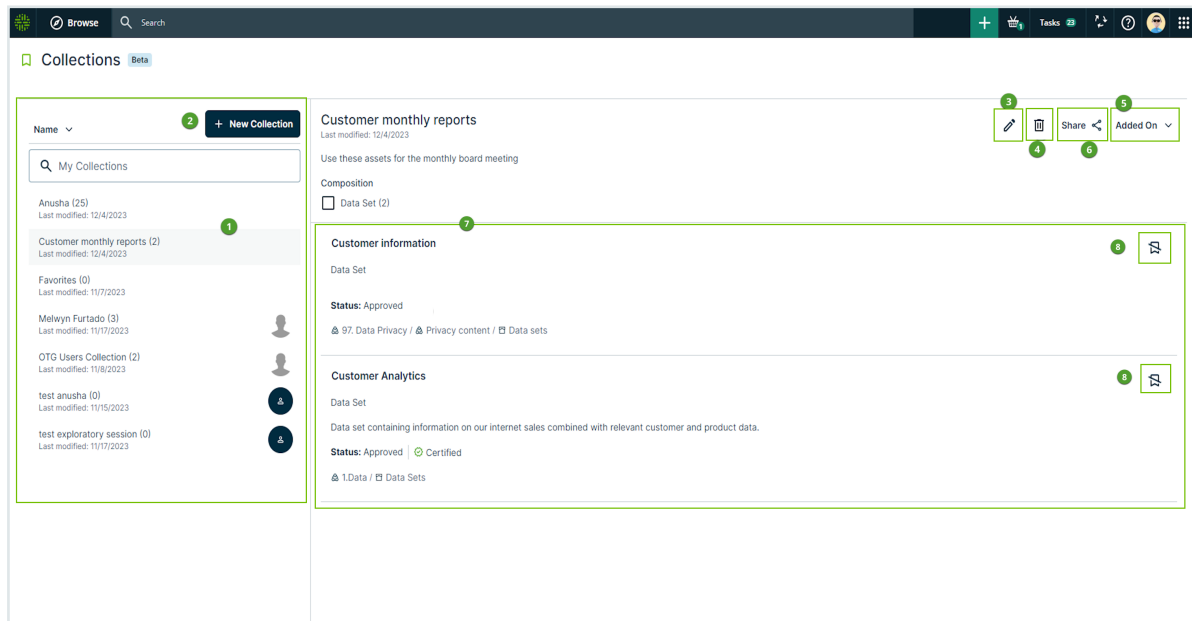 Browse
Search
Tasks 23
1
Collections Beta
Name
2
+ New Collection
My Collections
Anusha (25)
Last modified: 12/4/2023
1
Customer monthly reports (2)
Last modified: 12/4/2023
Favorites (0)
Last modified: 11/7/2023
Melwyn Furtado (3)
Last modified: 11/17/2023
OTG Users Collection (2)
Last modified: 11/8/2023
test anusha (0)
Last modified: 11/15/2023
test exploratory session (0)
Last modified: 11/17/2023
Customer monthly reports
Last modified: 12/4/2023
3
5
Share
Added On
4
6
Use these assets for the monthly board meeting
Composition
Data Set (2)
7
Customer information
8
Data Set
Status: Approved
97. Data Privacy / Privacy content / Data sets
Customer Analytics
8
Data Set
Data set containing information on our internet sales combined with relevant customer and product data.
Status: Approved Certified
1.Data / Data Sets